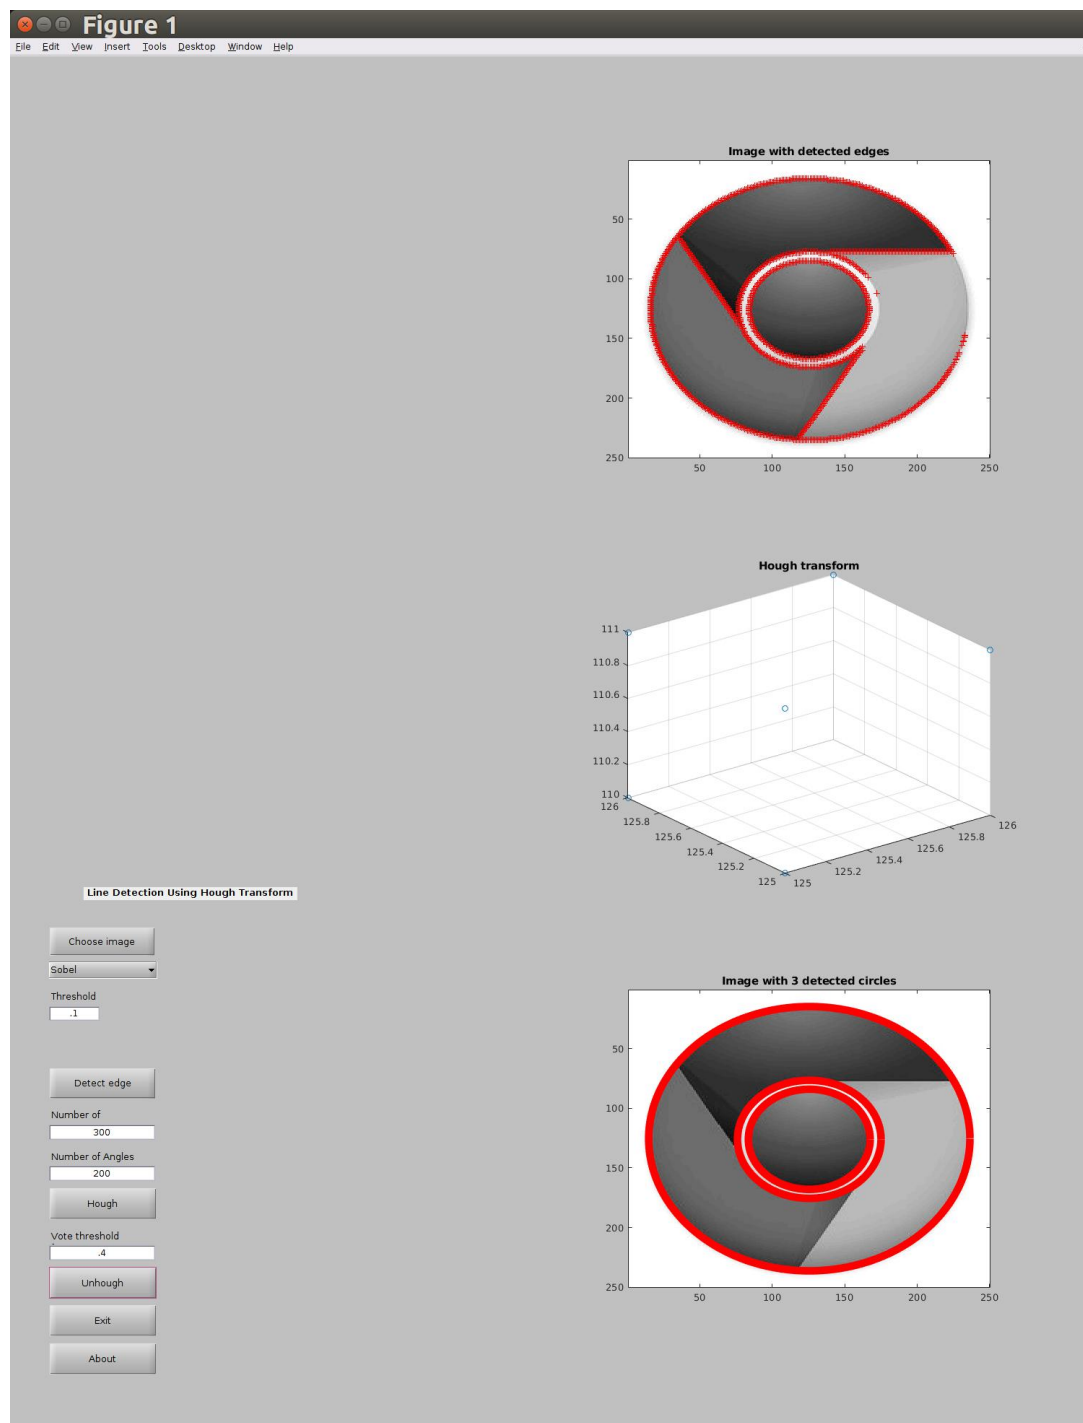 Figure 1
File Edit View Insert Tools Desktop Window Help
Image with detected edges
50
100
150
200
250
50 100 150 200 250
Hough transform
111
110.8
110.6
110.4
110.2
110
126
125.8
125.6
125.4
125.2
125
125
125.2
125.4
125.6
125.8
126
Line Detection Using Hough Transform
Choose image
Sobel
Threshold
.1
Detect edge
Number of
300
Number of Angles
200
Hough
Vote threshold
.4
Unhough
Exit
About
Image with 3 detected circles
50
100
150
200
250
50 100 150 200 250